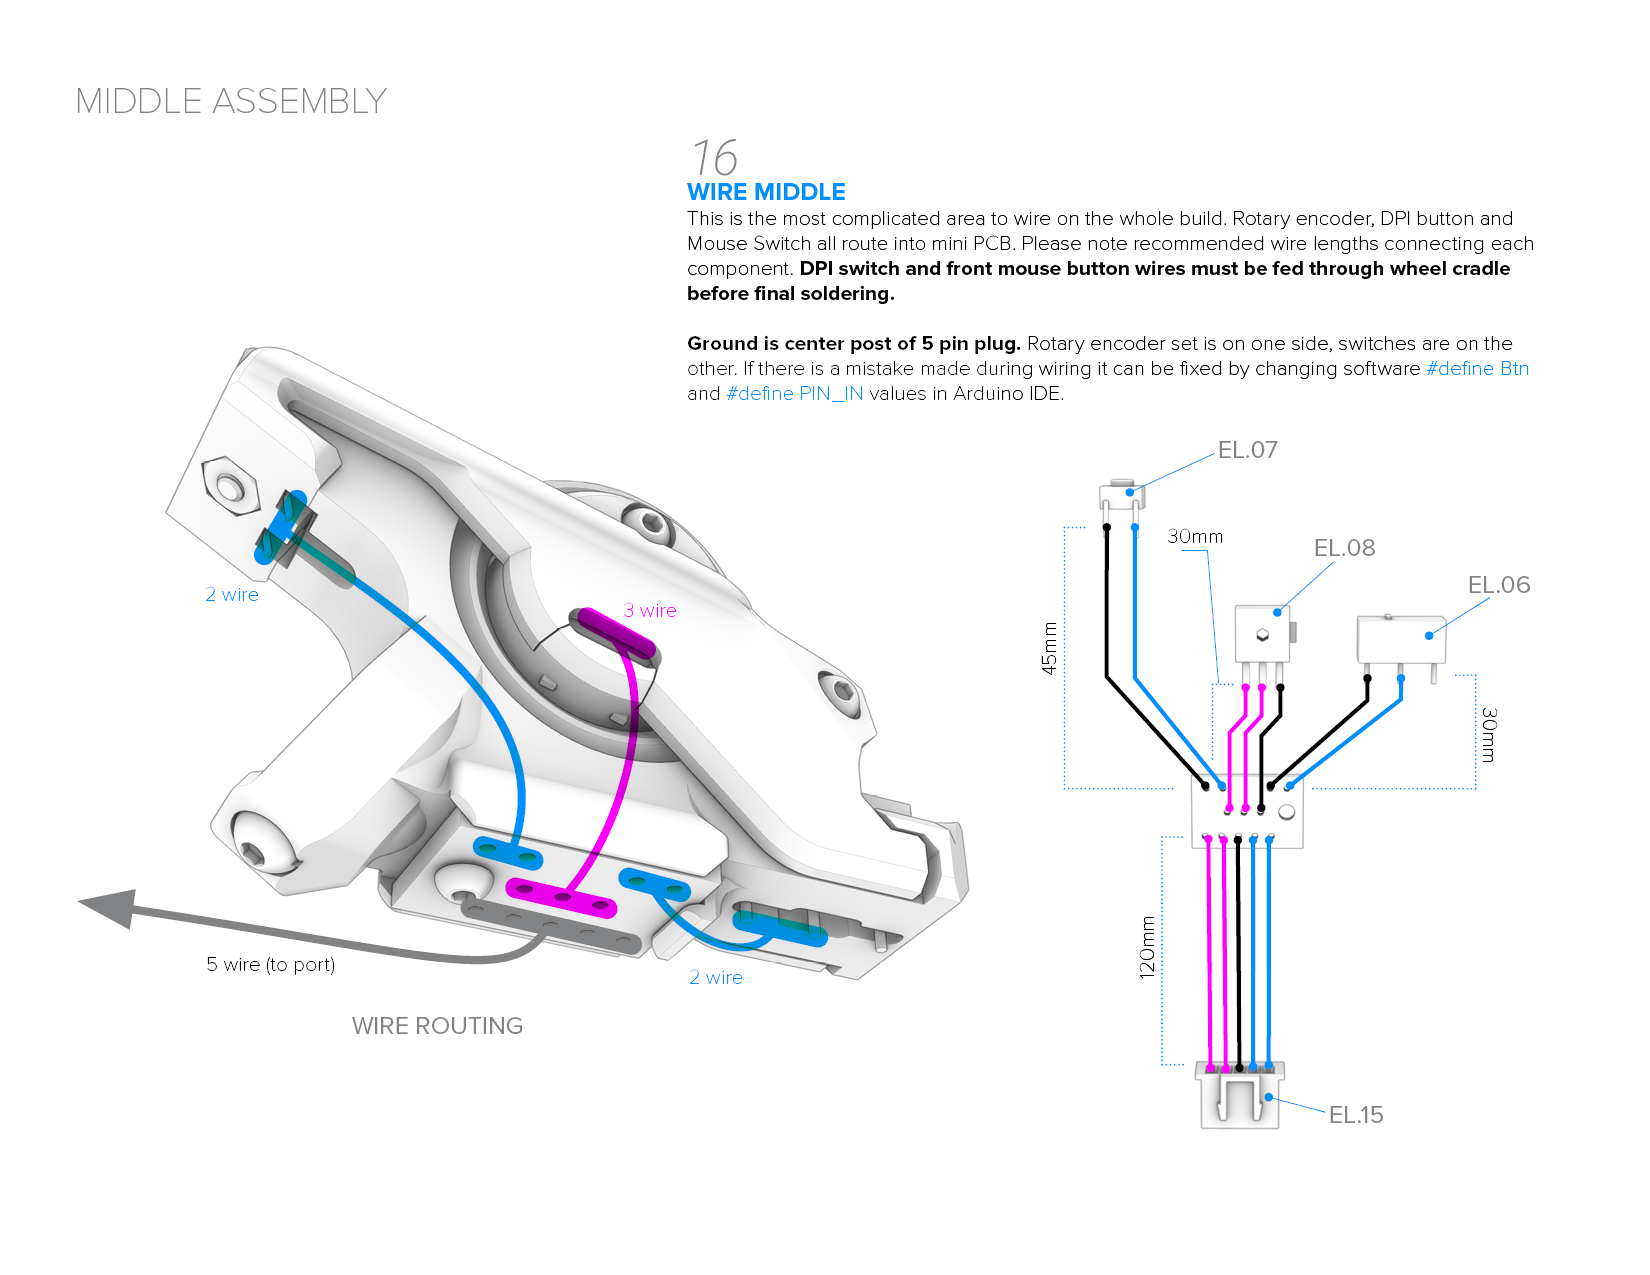 MIDDLE ASSEMBLY
16
WIRE MIDDLE
This is the most complicated area to wire on the whole build. Rotary encoder, DPI button and
Mouse Switch all route into mini PCB. Please note recommended wire lengths connecting each
component. DPI switch and front mouse button wires must be fed through wheel cradle
before final soldering.
Ground is center post of 5 pin plug. Rotary encoder set is on one side, switches are on the
other. If there is a mistake made during wiring it can be fixed by changing software #define Btn
and #define PIN_IN values in Arduino IDE.
EL.07
30mm
EL.08
EL.06
2 wire
3 wire
45mm
30mm
120mm
5 wire (to port)
2 wire
WIRE ROUTING
EL.15